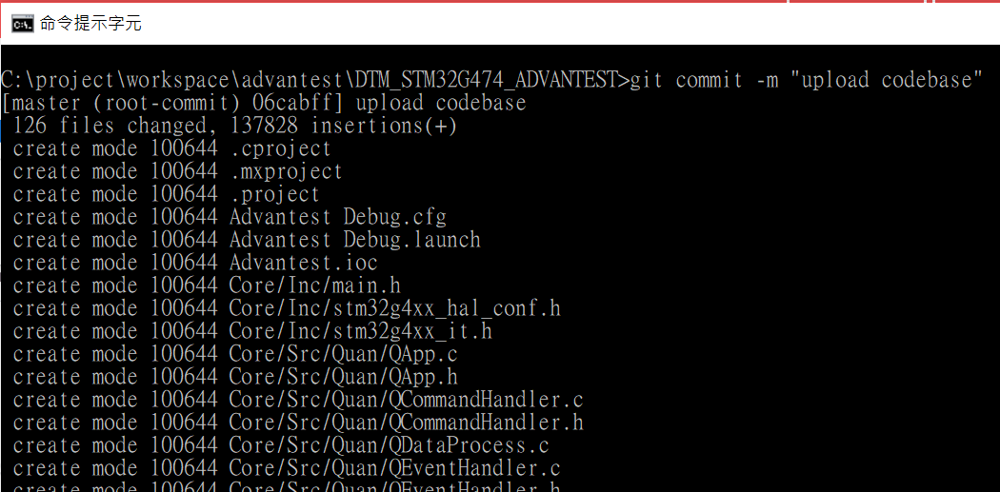 命令提示字元
C:\project\workspace\advantest\DTM_STM32G474_ADVANTEST>git commit -m "upload codebase"
[master (root-commit) 06cabff] upload codebase
126 files changed, 137828 insertions(+)
create mode 100644 .cproject
create mode 100644 .mxproject
create mode 100644 .project
create mode 100644 Advantest Debug.cfg
create mode 100644 Advantest Debug.launch
create mode 100644 Advantest.ioc
create mode 100644 Core/Inc/main.h
create mode 100644 Core/Inc/stm32g4xx_hal_conf.h
create mode 100644 Core/Inc/stm32g4xx_it.h
create mode 100644 Core/Src/Quan/QApp.c
create mode 100644 Core/Src/Quan/QApp.h
create mode 100644 Core/Src/Quan/QCommandHandler.c
create mode 100644 Core/Src/Quan/QCommandHandler.h
create mode 100644 Core/Src/Quan/QDataProcess.c
create mode 100644 Core/Src/Quan/QEventHandler.c
create mode 100644 Core/Src/Quan/QEventHandler.h